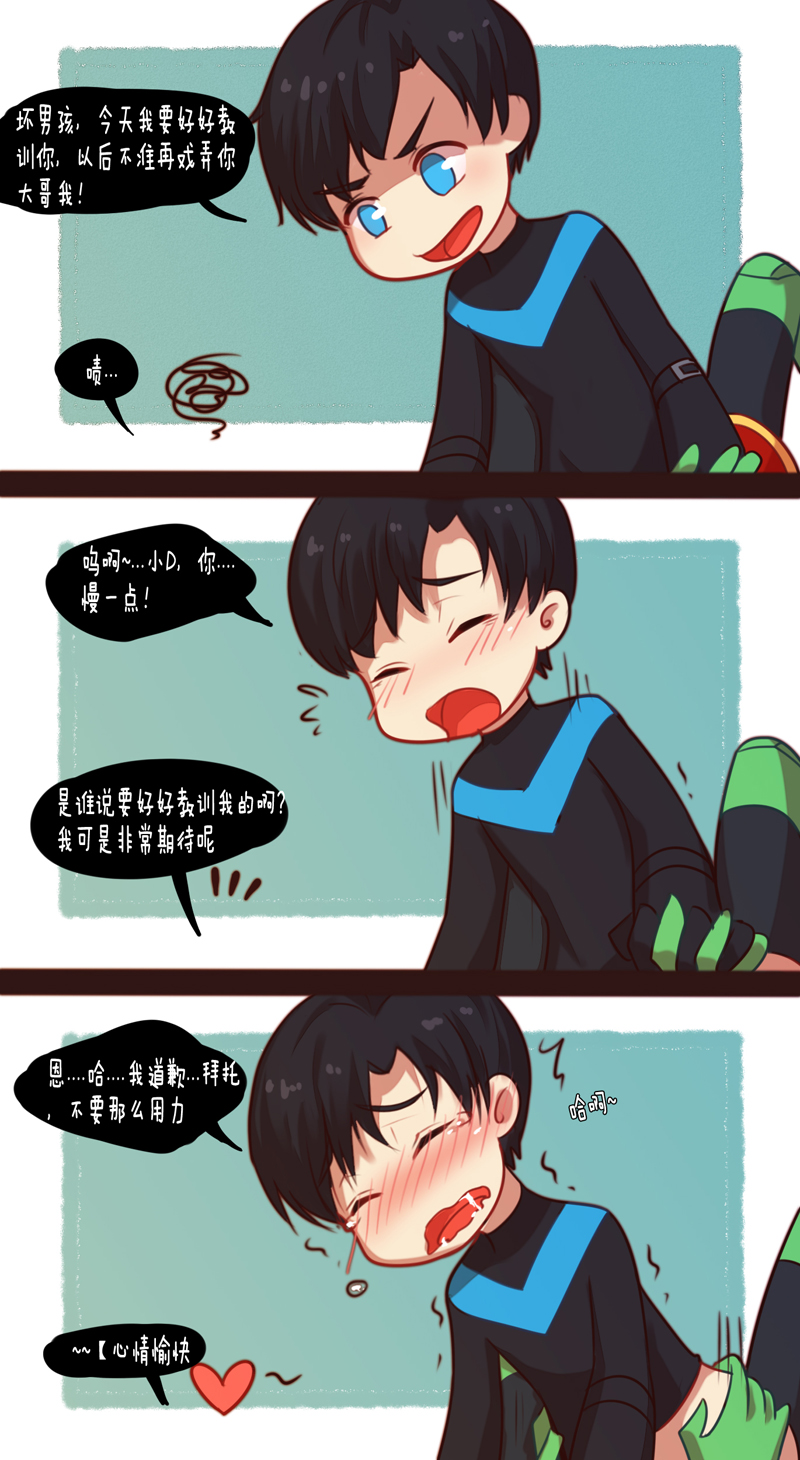 坏男孩，今天我要好好教
训你，以后不准再戏弄你
大哥我！
啧…
呜啊~…小D，你….
慢一点！
是谁说要好好教训我的啊?
我可是非常期待呢
恩….哈….我道歉…拜托
，不要那么用力
哈啊~
~~【心情愉快